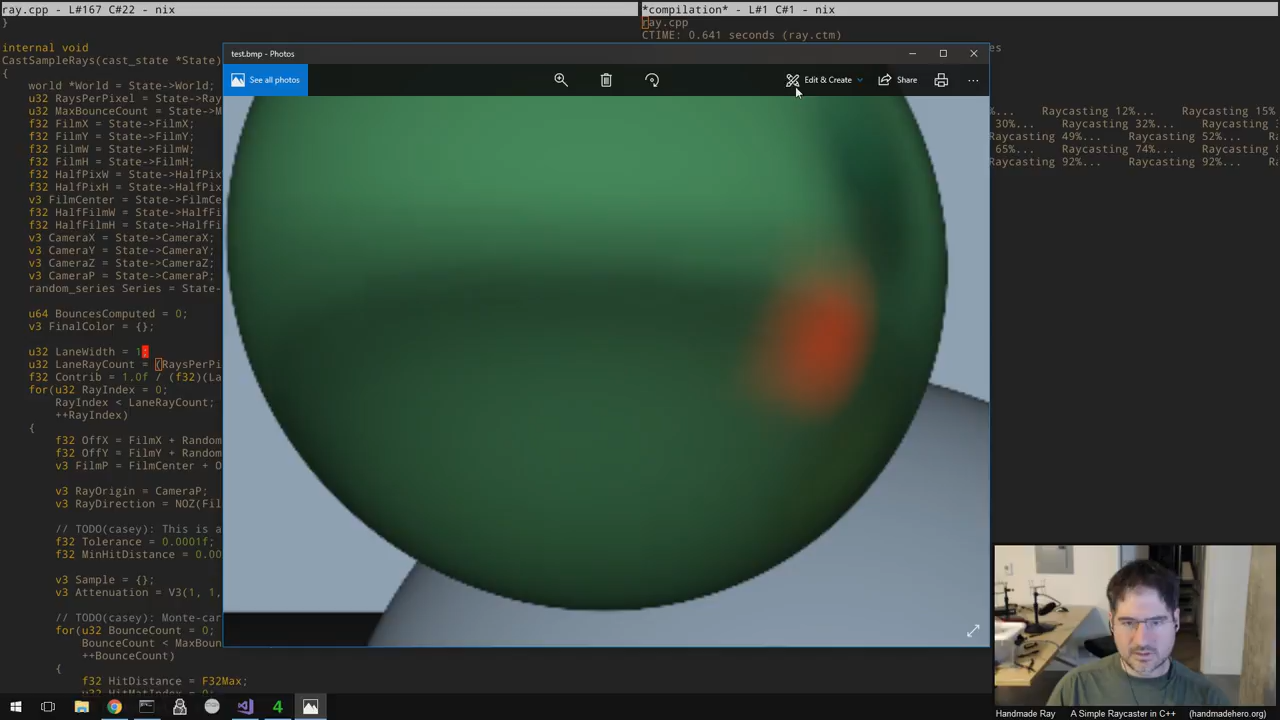 ray.cpp - L#167 C#22 - nix
*compilation* - L#1 C#1 - nix
}
ray.cpp
CTIME: 0.641 seconds (ray.ctm)
internal void
CastSampleRays(cast_state *State)
{
world *World = State->World;
u32 RaysPerPixel = State->Ray
u32 MaxBounceCount = State->M
f32 FilmX = State->FilmX;
f32 FilmY = State->FilmY;
f32 FilmW = State->FilmW;
f32 FilmH = State->FilmH;
f32 HalfPixW = State->HalfPix
f32 HalfPixH = State->HalfPix
v3 FilmCenter = State->FilmCe
f32 HalfFilmW = State->HalfFi
f32 HalfFilmH = State->HalfFi
v3 CameraX = State->CameraX;
v3 CameraY = State->CameraY;
v3 CameraZ = State->CameraZ;
v3 CameraP = State->CameraP;
random_series Series = State-
u64 BouncesComputed = 0;
v3 FinalColor = {};
u32 LaneWidth = 1;
u32 LaneRayCount = (RaysPerPi
f32 Contrib = 1.0f / (f32)(La
for(u32 RayIndex = 0;
RayIndex < LaneRayCount;
++RayIndex)
{
f32 OffX = FilmX + Random
f32 OffY = FilmY + Random
v3 FilmP = FilmCenter + O
v3 RayOrigin = CameraP;
v3 RayDirection = NOZ(Fil
// TODO(casey): This is a
f32 Tolerance = 0.0001f;
f32 MinHitDistance = 0.00
v3 Sample = {};
v3 Attenuation = V3(1, 1,
// TODO(casey): Monte-car
for(u32 BounceCount = 0;
BounceCount < MaxBoun
++BounceCount)
{
f32 HitDistance = F32Max;
u32 HitMatIndex = 0;
test.bmp - Photos
See all photos
Edit & Create
Share
es
%... Raycasting 12%... Raycasting 15%
30%... Raycasting 32%... Raycasting 3
49%... Raycasting 52%...
65%... Raycasting 74%... Raycasting 8
%... Raycasting 92%... Raycasting 92%...
4
Handmade Ray
A Simple Raycaster in C++
(handmadehero.org)